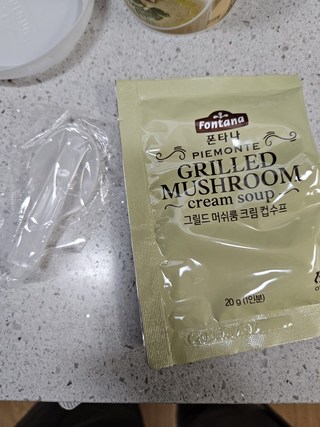 Fontana
폰타나
PIEMONTE
GRILLED
MUSHROOM
cream soup
그릴드 머쉬룸 크림 컵수프
20 g (1인분)